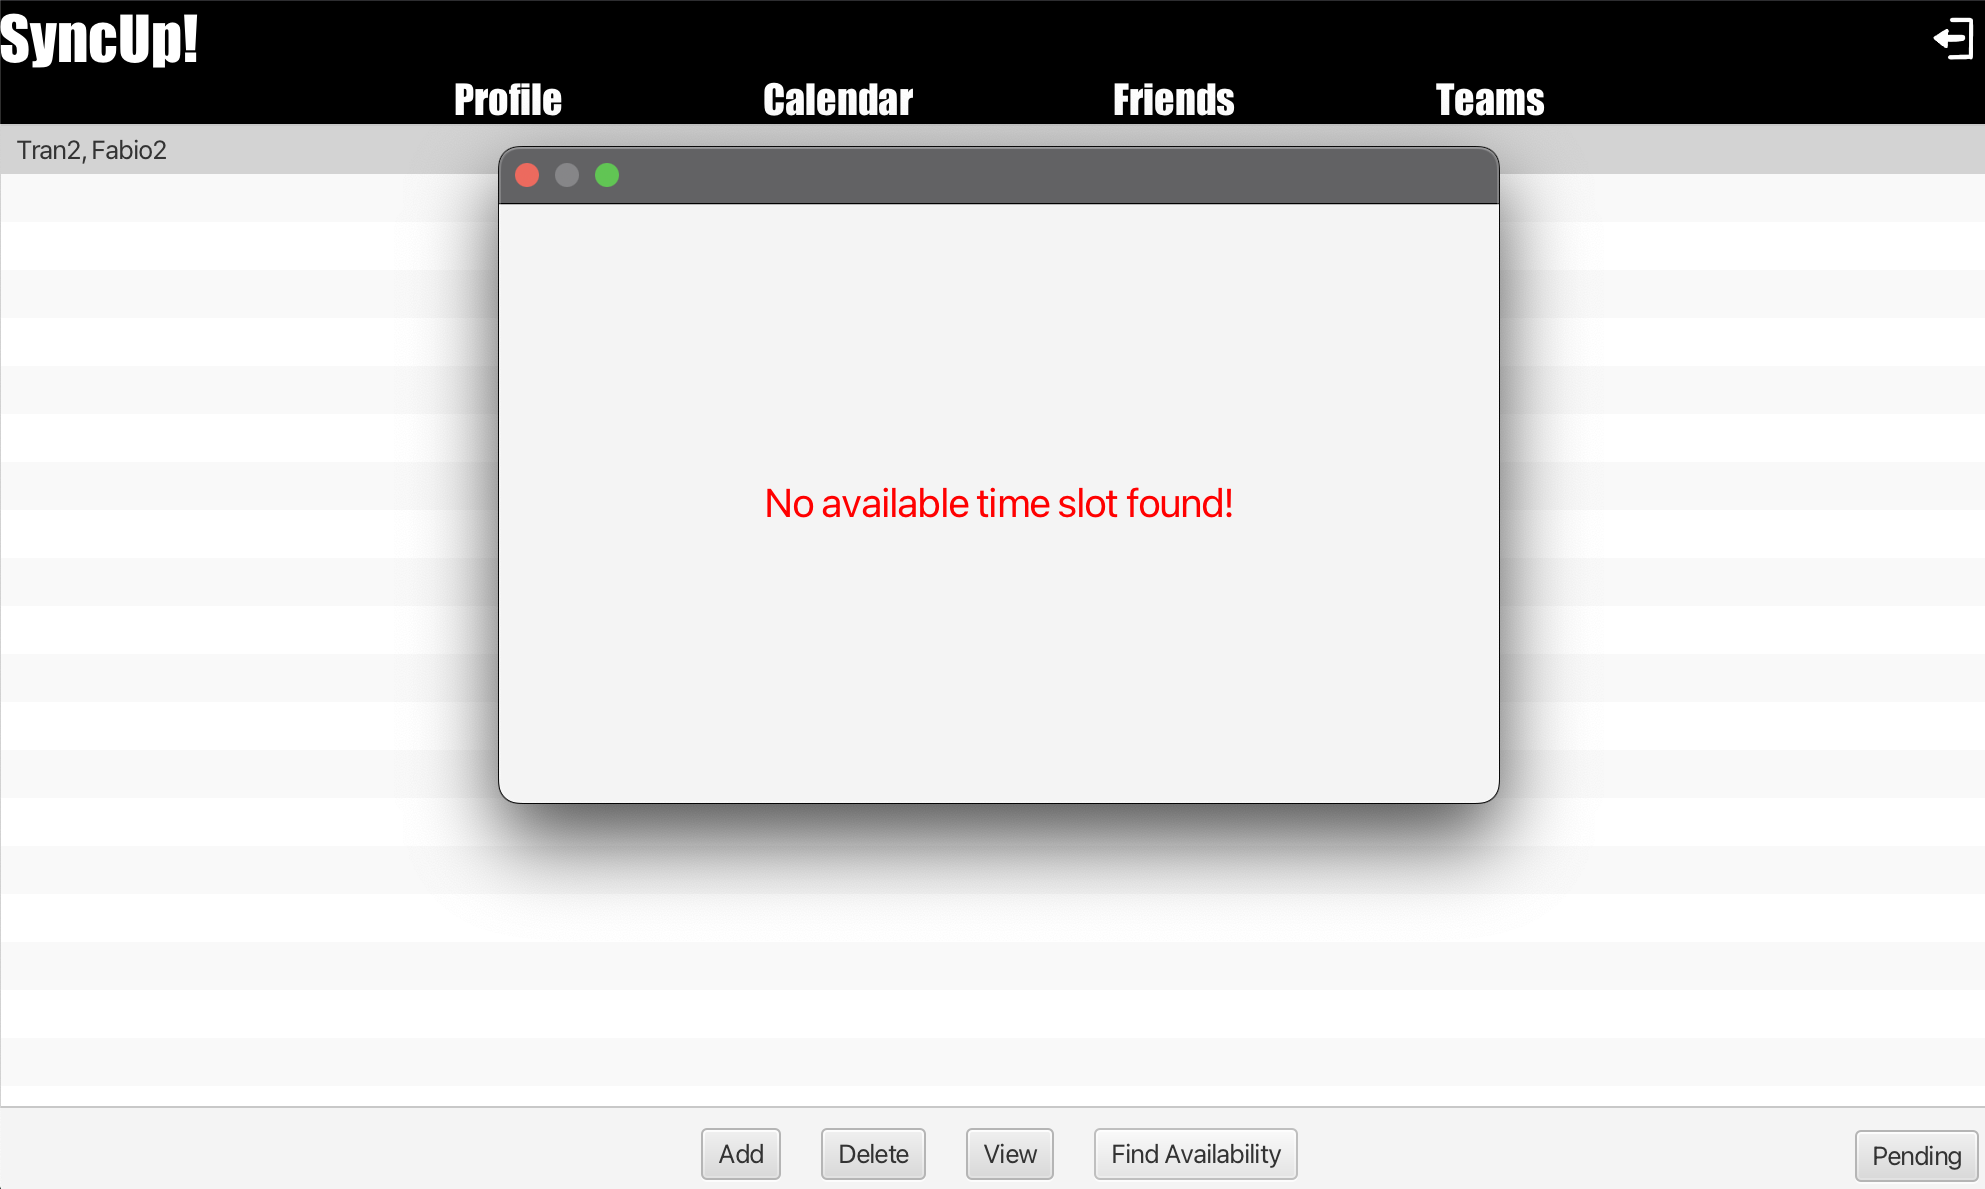 SyncUp!
Profile Calendar Friends Teams
Tran2, Fabio2
No available time slot found!
Add Delete View Find Availability Pending